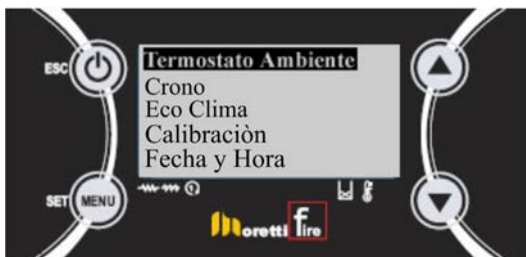 ESC
Termostato Ambiente
Crono
Eco Clima
Calibraciòn
Fecha y Hora
SET MENU
Moretti fire